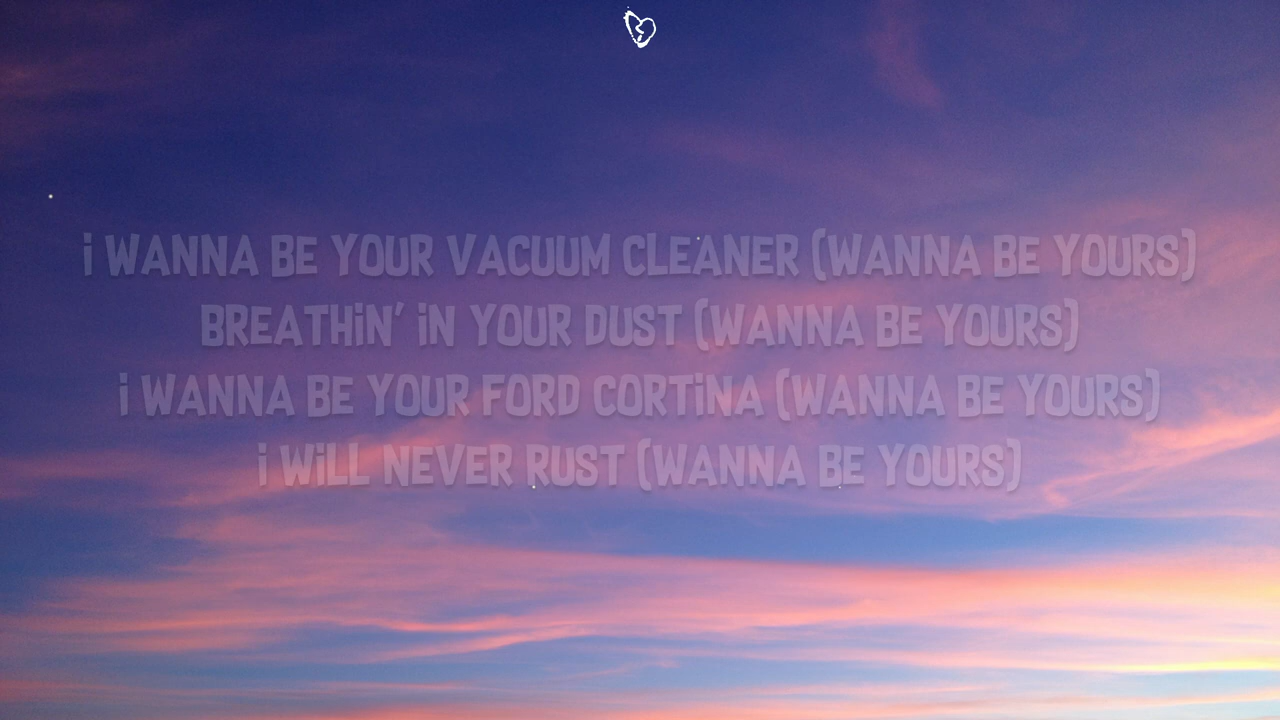 i WANNA BE YOUR VACUUM CLEANER (WANNA BE YOURS)
BREATHiN' iN YOUR DUST (WANNA BE YOURS)
i WANNA BE YOUR FORD CORTiNA (WANNA BE YOURS)
i WiLL NEVER RUST (WANNA BE YOURS)